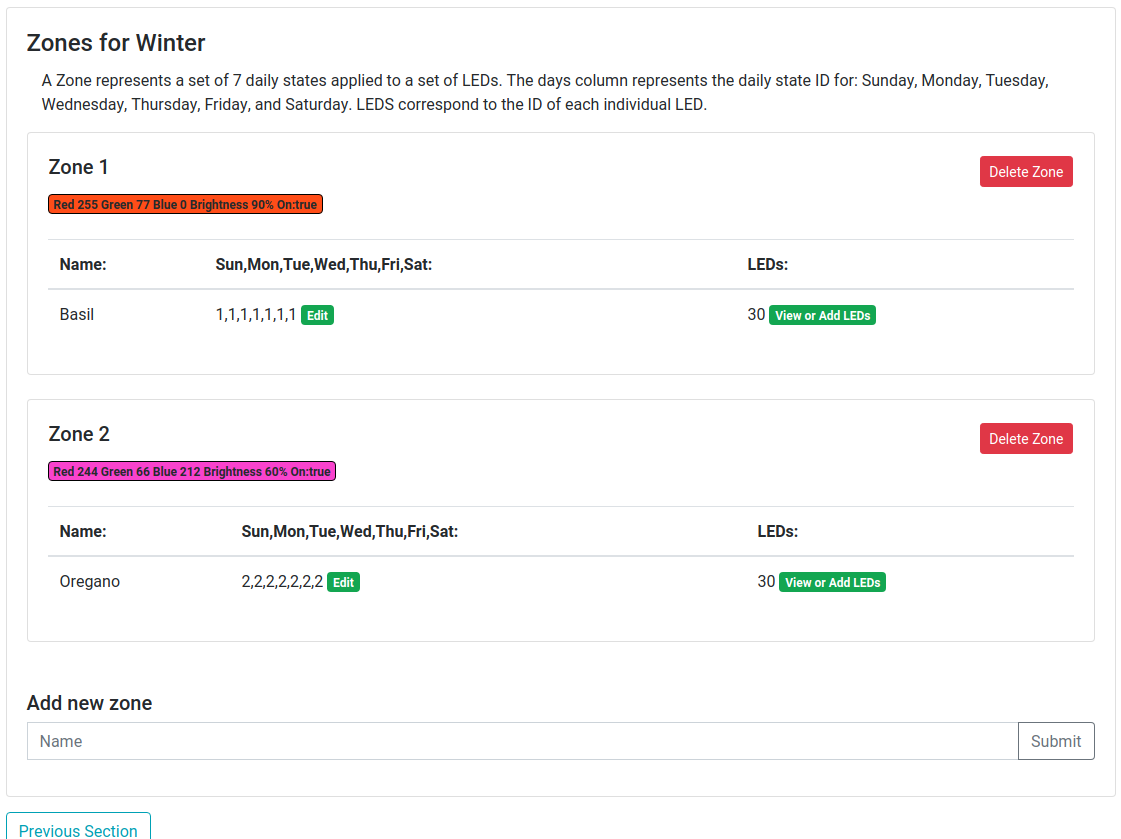 Zones for Winter
A Zone represents a set of 7 daily states applied to a set of LEDs. The days column represents the daily state ID for: Sunday, Monday, Tuesday,
Wednesday, Thursday, Friday, and Saturday. LEDS correspond to the ID of each individual LED.
Zone 1
Delete Zone
Red 255 Green 77 Blue 0 Brightness 90% On:true
Name: Sun,Mon,Tue,Wed,Thu,Fri,Sat: LEDs:
Basil 1,1,1,1,1,1,1 Edit 30 View or Add LEDs
Zone 2
Delete Zone
Red 244 Green 66 Blue 212 Brightness 60% On:true
Name: Sun,Mon,Tue,Wed,Thu,Fri,Sat: LEDs:
Oregano 2,2,2,2,2,2,2 Edit 30 View or Add LEDs
Add new zone
Name Submit
Previous Section